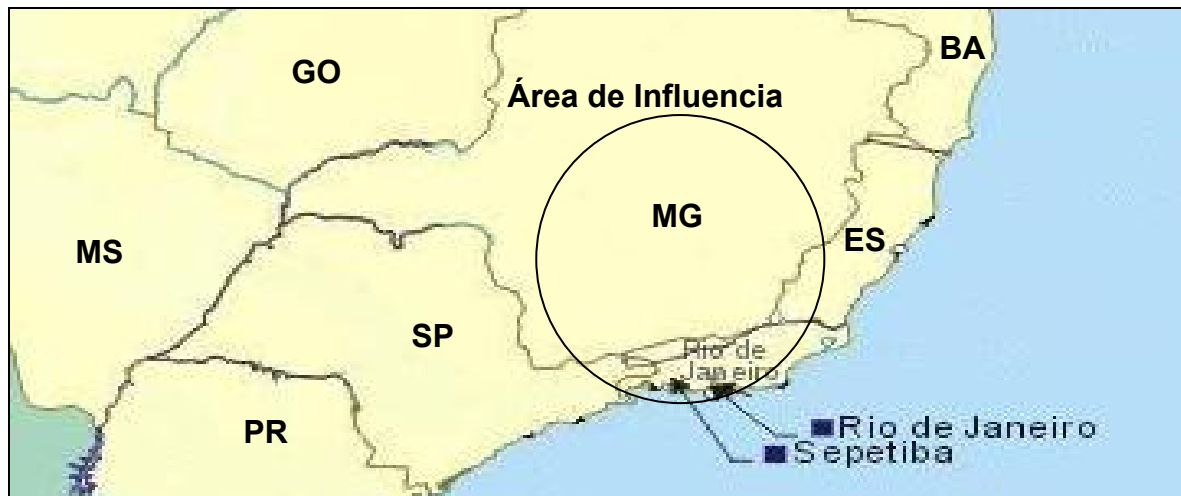 BA
GO
Área de Influencia
MG
MS
ES
SP
Rio de
Janeiro
PR
Rio de Janeiro
Sepetiba